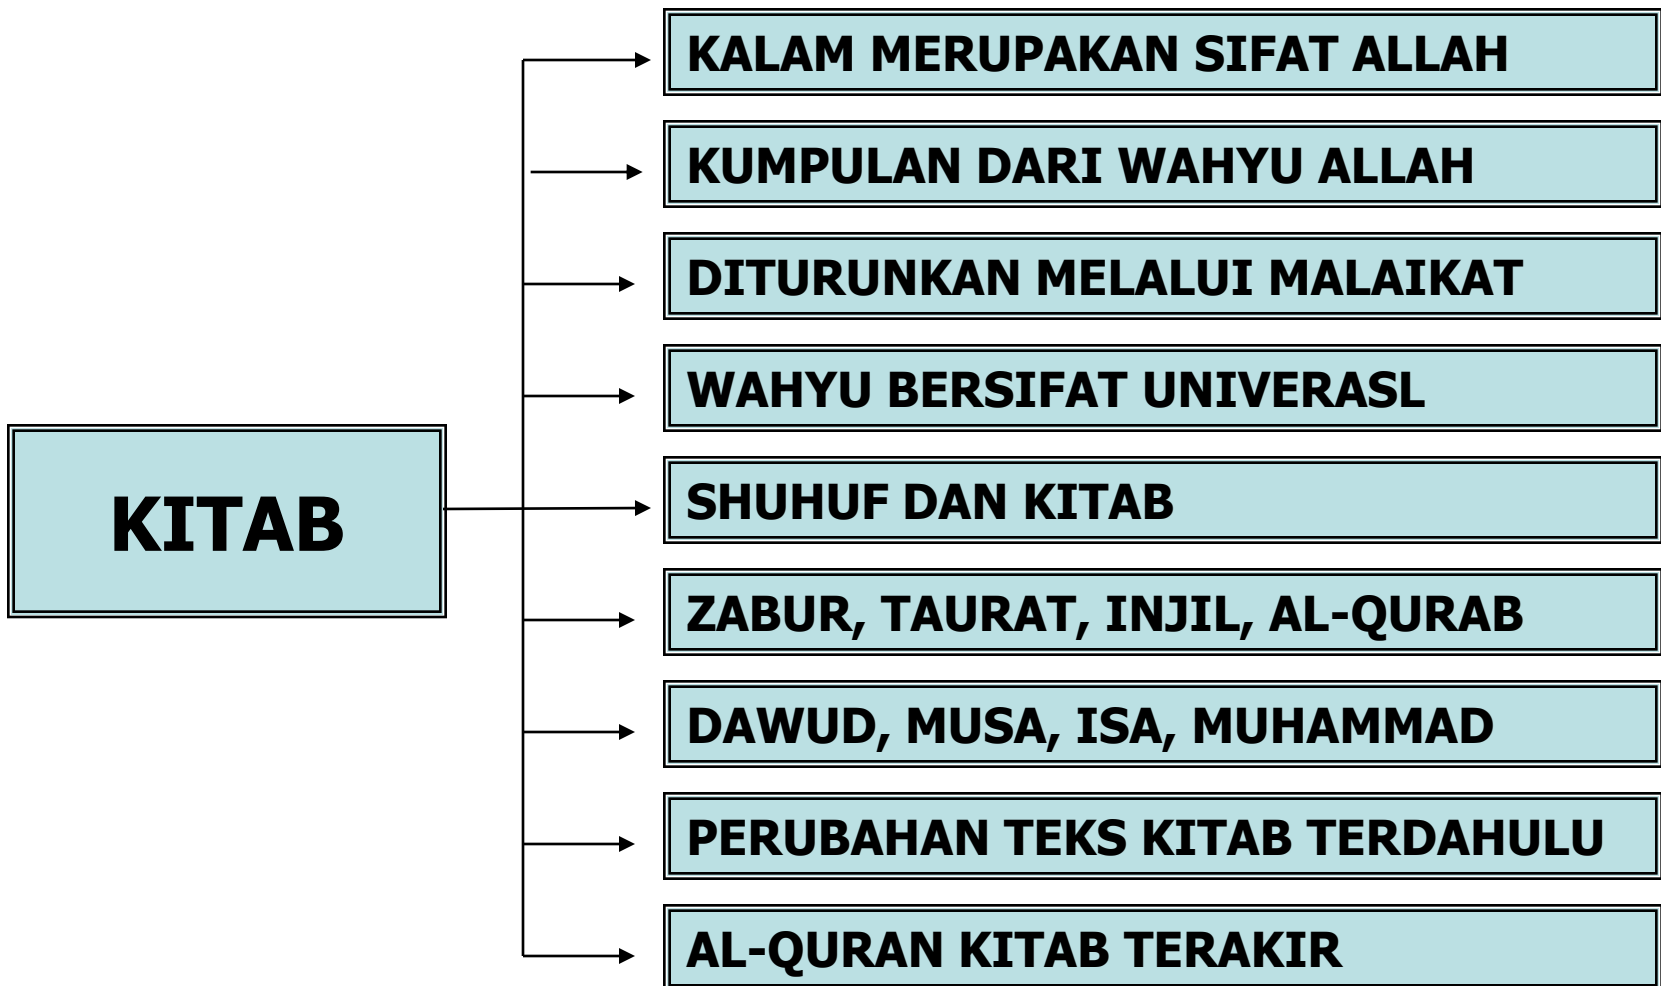 KALAM MERUPAKAN SIFAT ALLAH
KUMPULAN DARI WAHYU ALLAH
DITURUNKAN MELALUI MALAIKAT
WAHYU BERSIFAT UNIVERASL
KITAB
SHUHUF DAN KITAB
ZABUR, TAURAT, INJIL, AL-QURAB
DAWUD, MUSA, ISA, MUHAMMAD
PERUBAHAN TEKS KITAB TERDAHULU
AL-QURAN KITAB TERAKIR